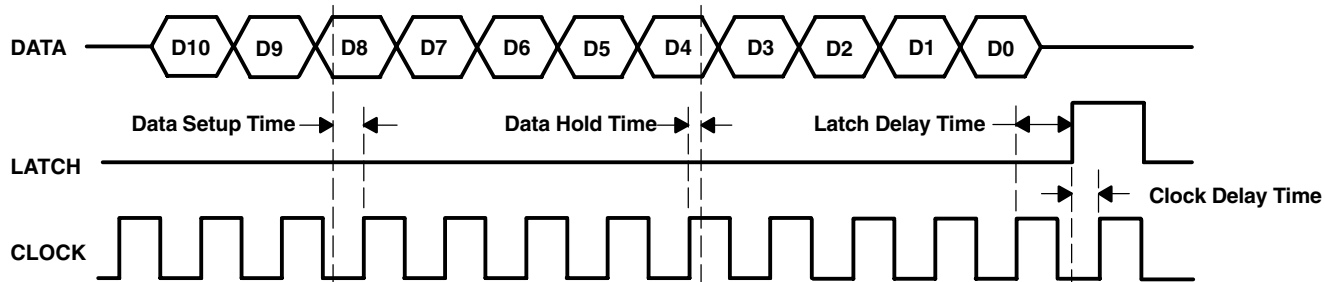 DATA D10 D9 D8 D7 D6 D5 D4 D3 D2 D1 D0
Data Setup Time Data Hold Time Latch Delay Time
LATCH
Clock Delay Time
CLOCK